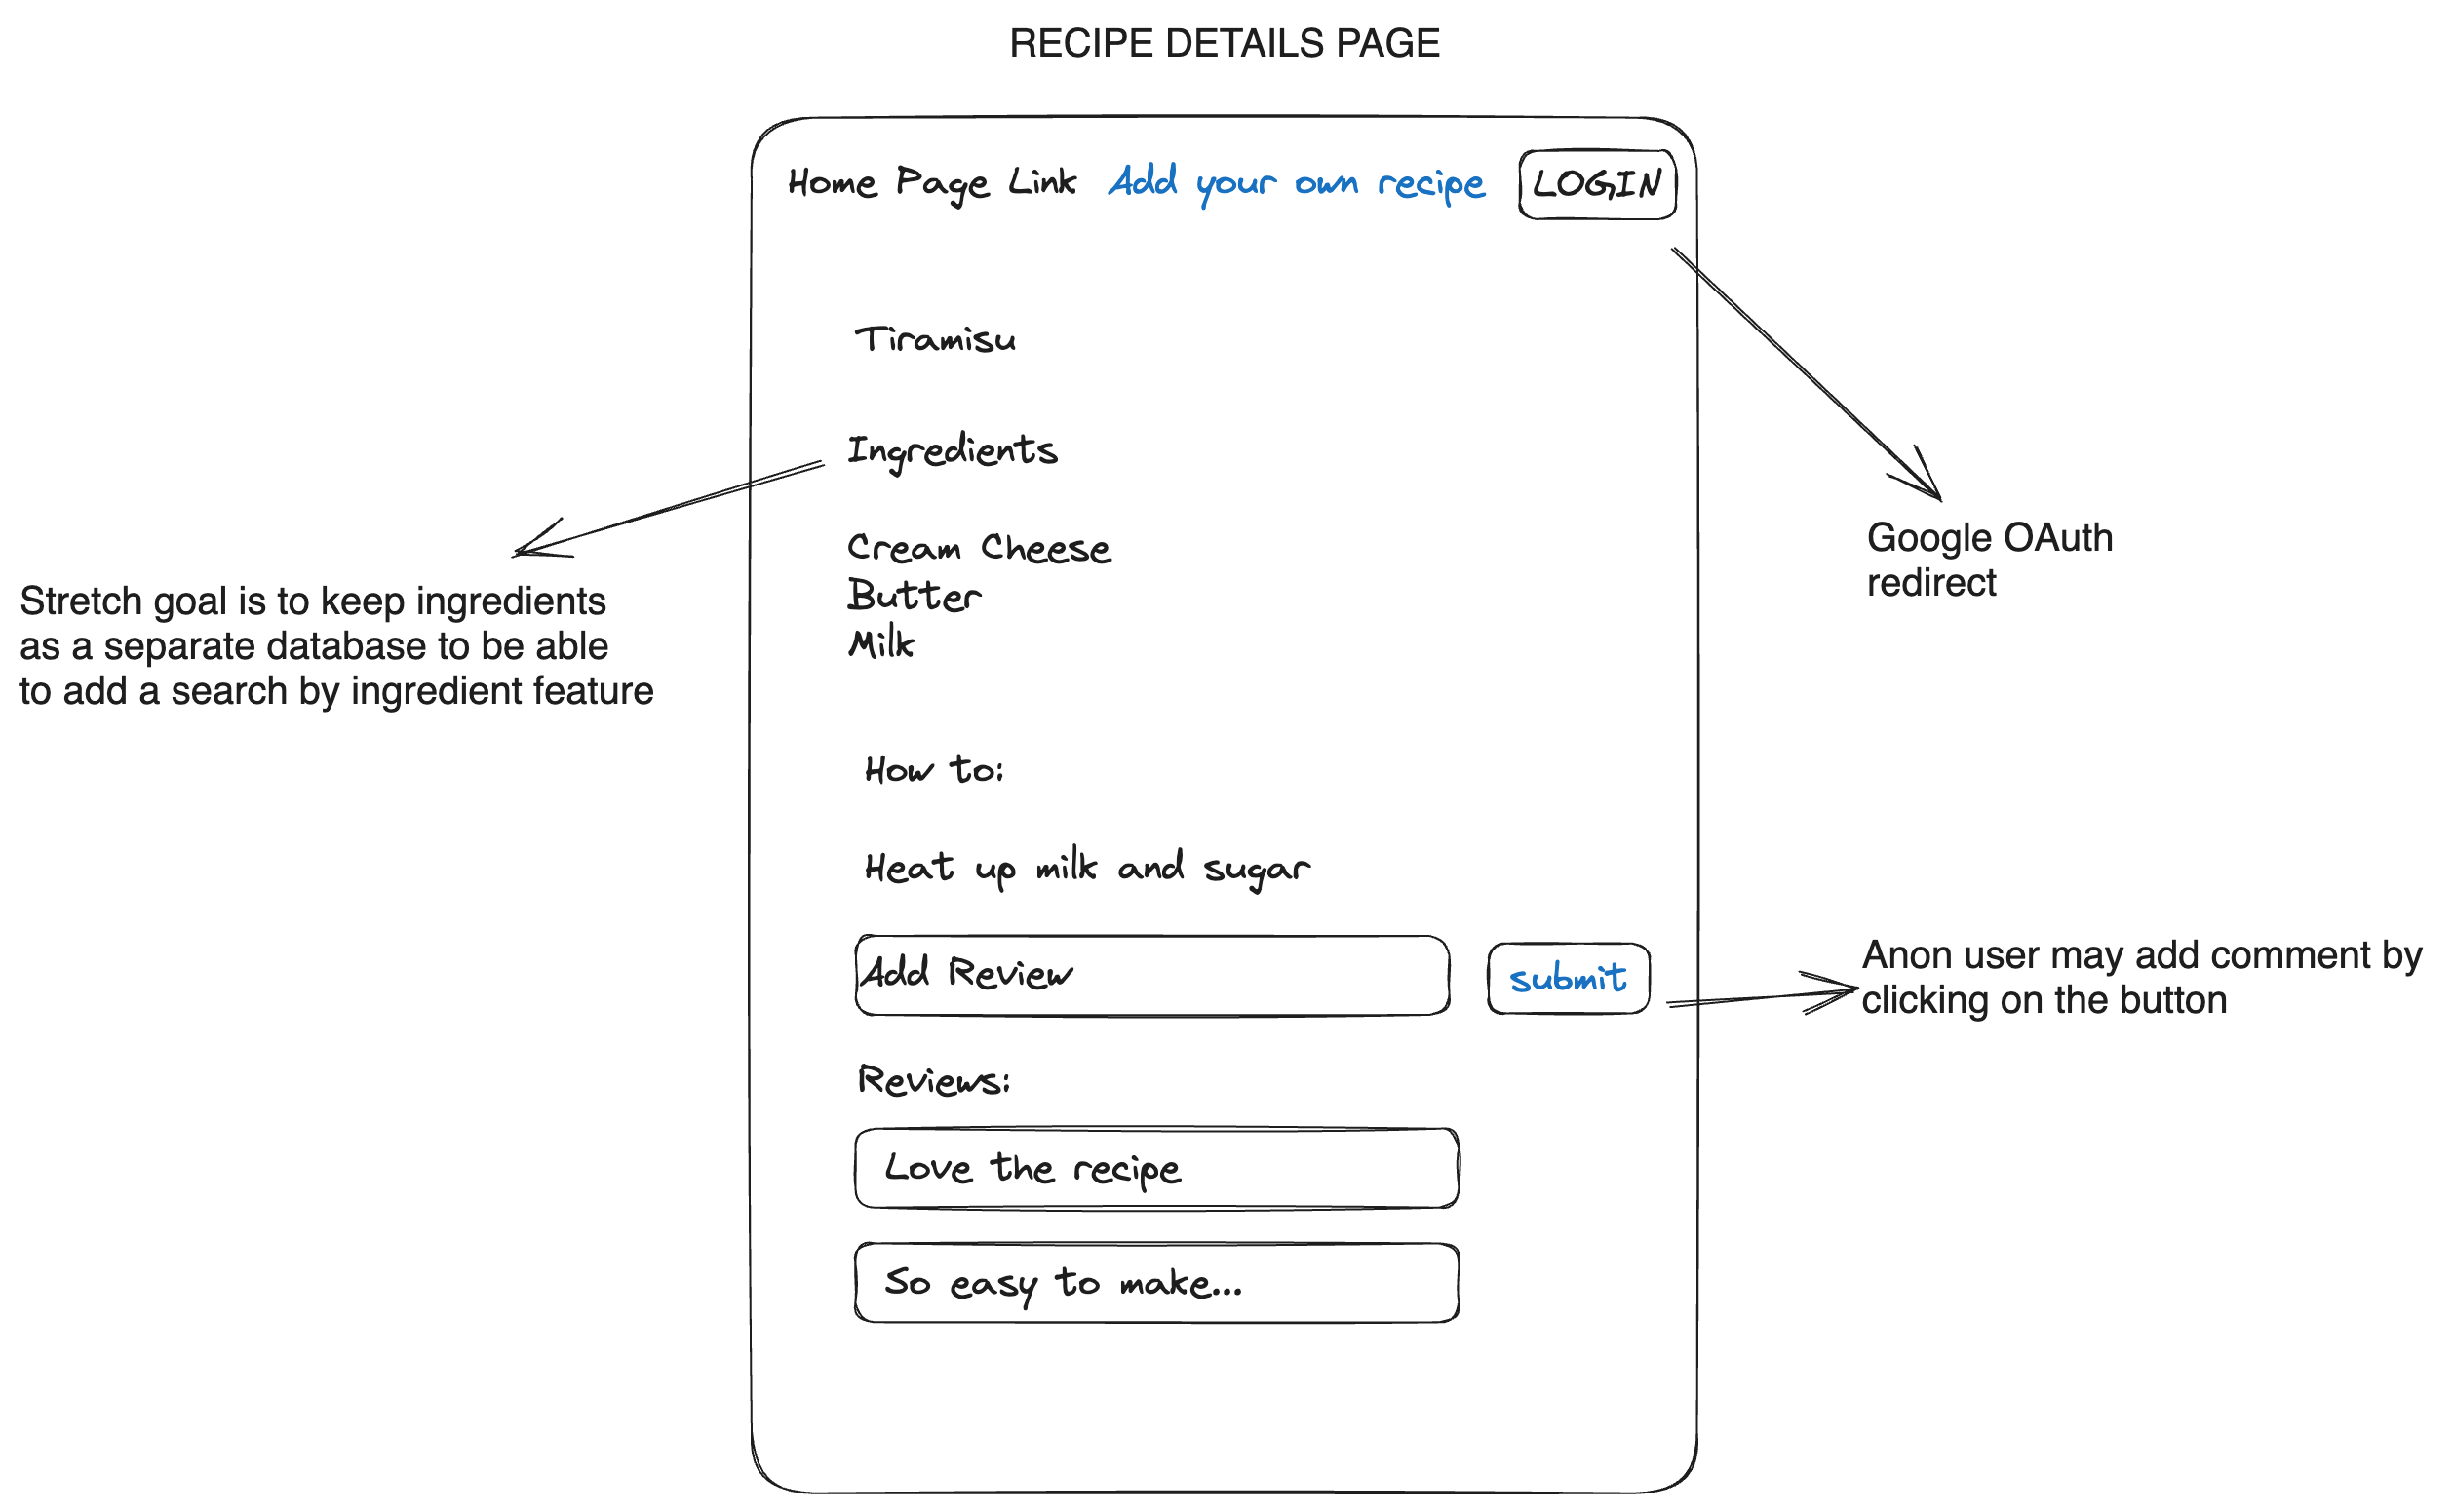 RECIPE DETAILS PAGE
Home Page Link Add your own recipe LOGIN
Tiramisu
Ingredients
Cream Cheese
Butter
Milk
Stretch goal is to keep ingredients
as a separate database to be able
to add a search by ingredient feature
Google OAuth
redirect
How to:
Heat up milk and sugar
Add Review submit
Anon user may add comment by
clicking on the button
Reviews:
Love the recipe
So easy to make...